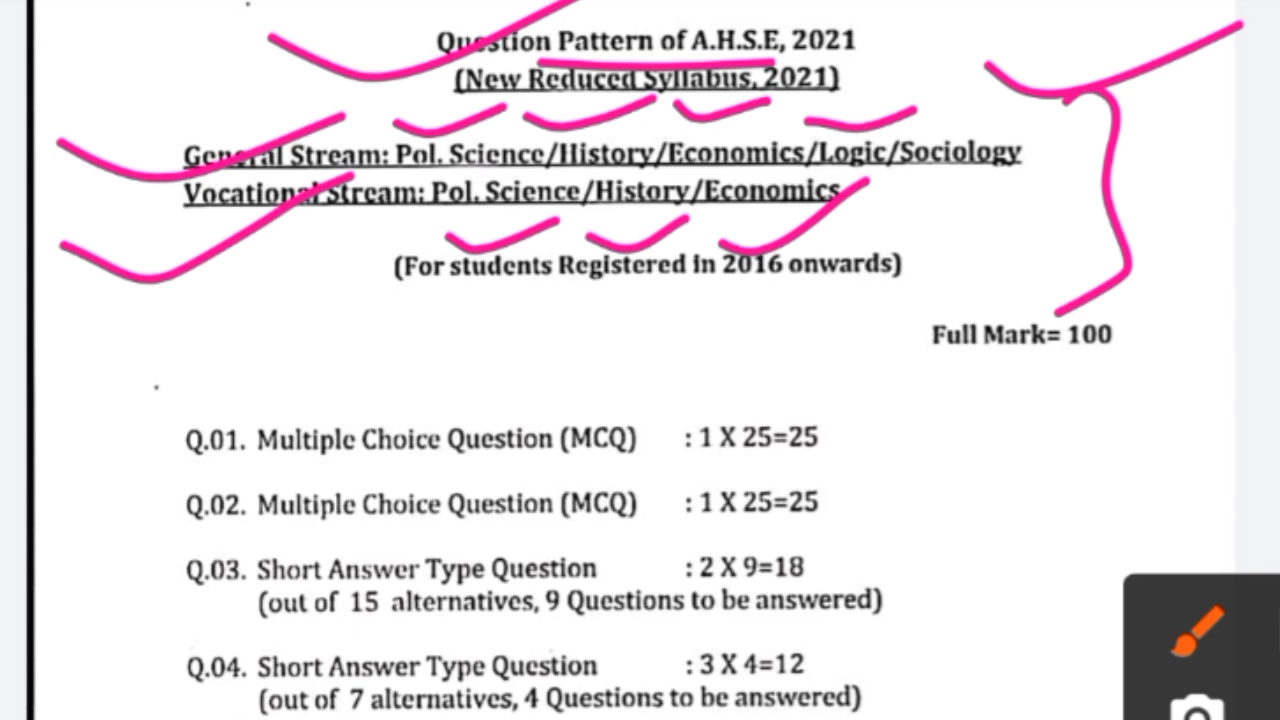 Question Pattern of A.H.S.E, 2021
(New Reduced Syllabus, 2021)
General Stream: Pol. Science/History/Economics/Logic/Sociology
Vocational Stream: Pol. Science/History/Economics
(For students Registered in 2016 onwards)
Full Mark= 100
Q.01. Multiple Choice Question (MCQ) : 1 X 25=25
Q.02. Multiple Choice Question (MCQ) : 1 X 25=25
Q.03. Short Answer Type Question : 2 X 9=18
(out of 15 alternatives, 9 Questions to be answered)
Q.04. Short Answer Type Question : 3 X 4=12
(out of 7 alternatives, 4 Questions to be answered)